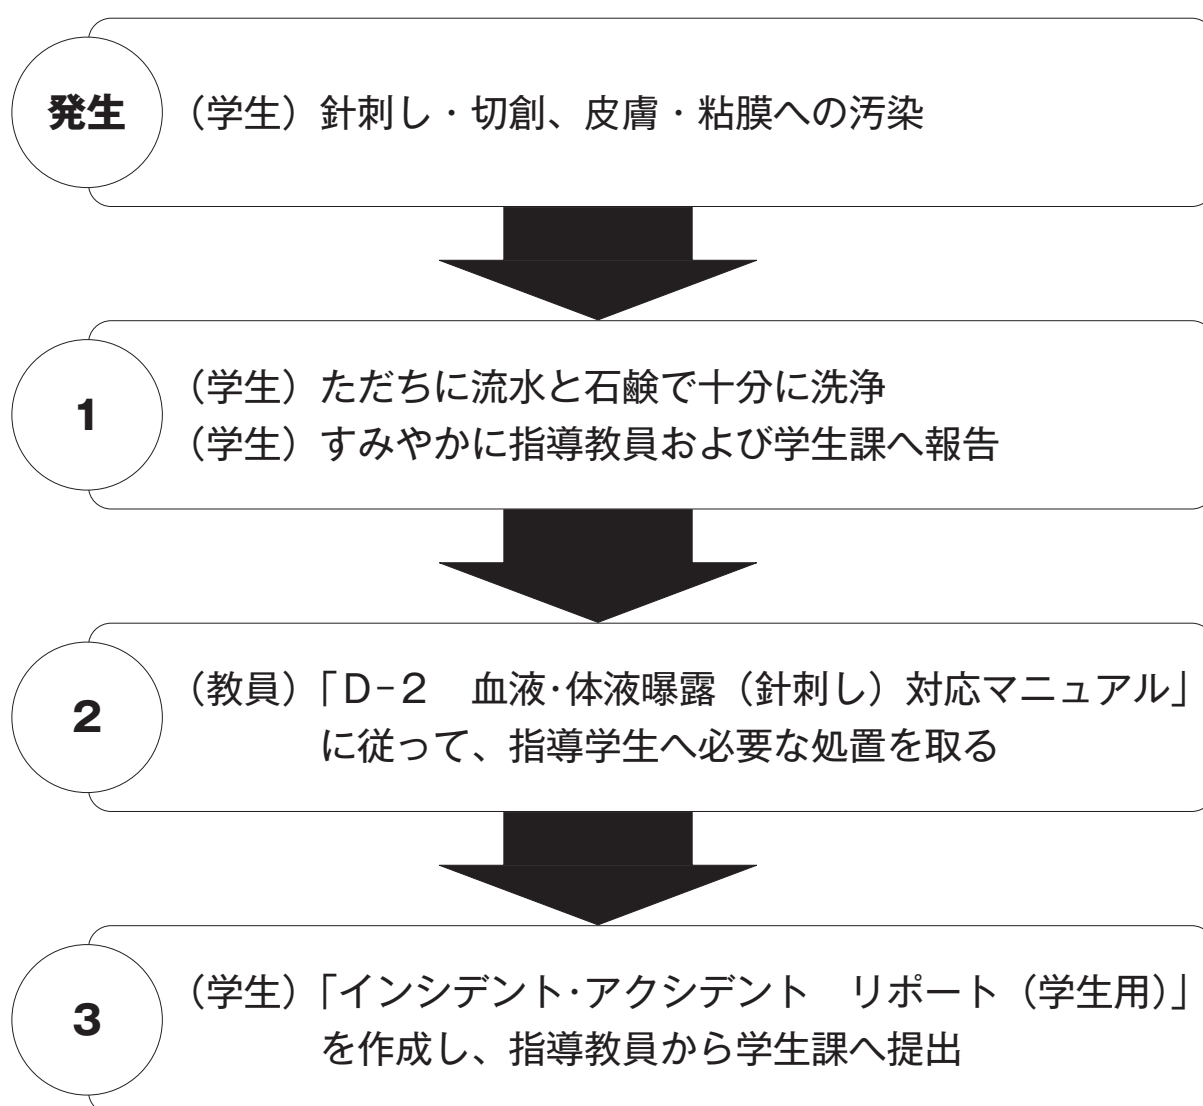 発生
(学生)針刺し・切創、皮膚・粘膜への汚染
1
(学生)ただちに流水と石鹸で十分に洗浄
(学生)すみやかに指導教員および学生課へ報告
2
(教員)「D-2 血液・体液曝露(針刺し)対応マニュアル」
に従って、指導学生へ必要な処置を取る
3
(学生)「インシデント・アクシデント リポート(学生用)」
を作成し、指導教員から学生課へ提出